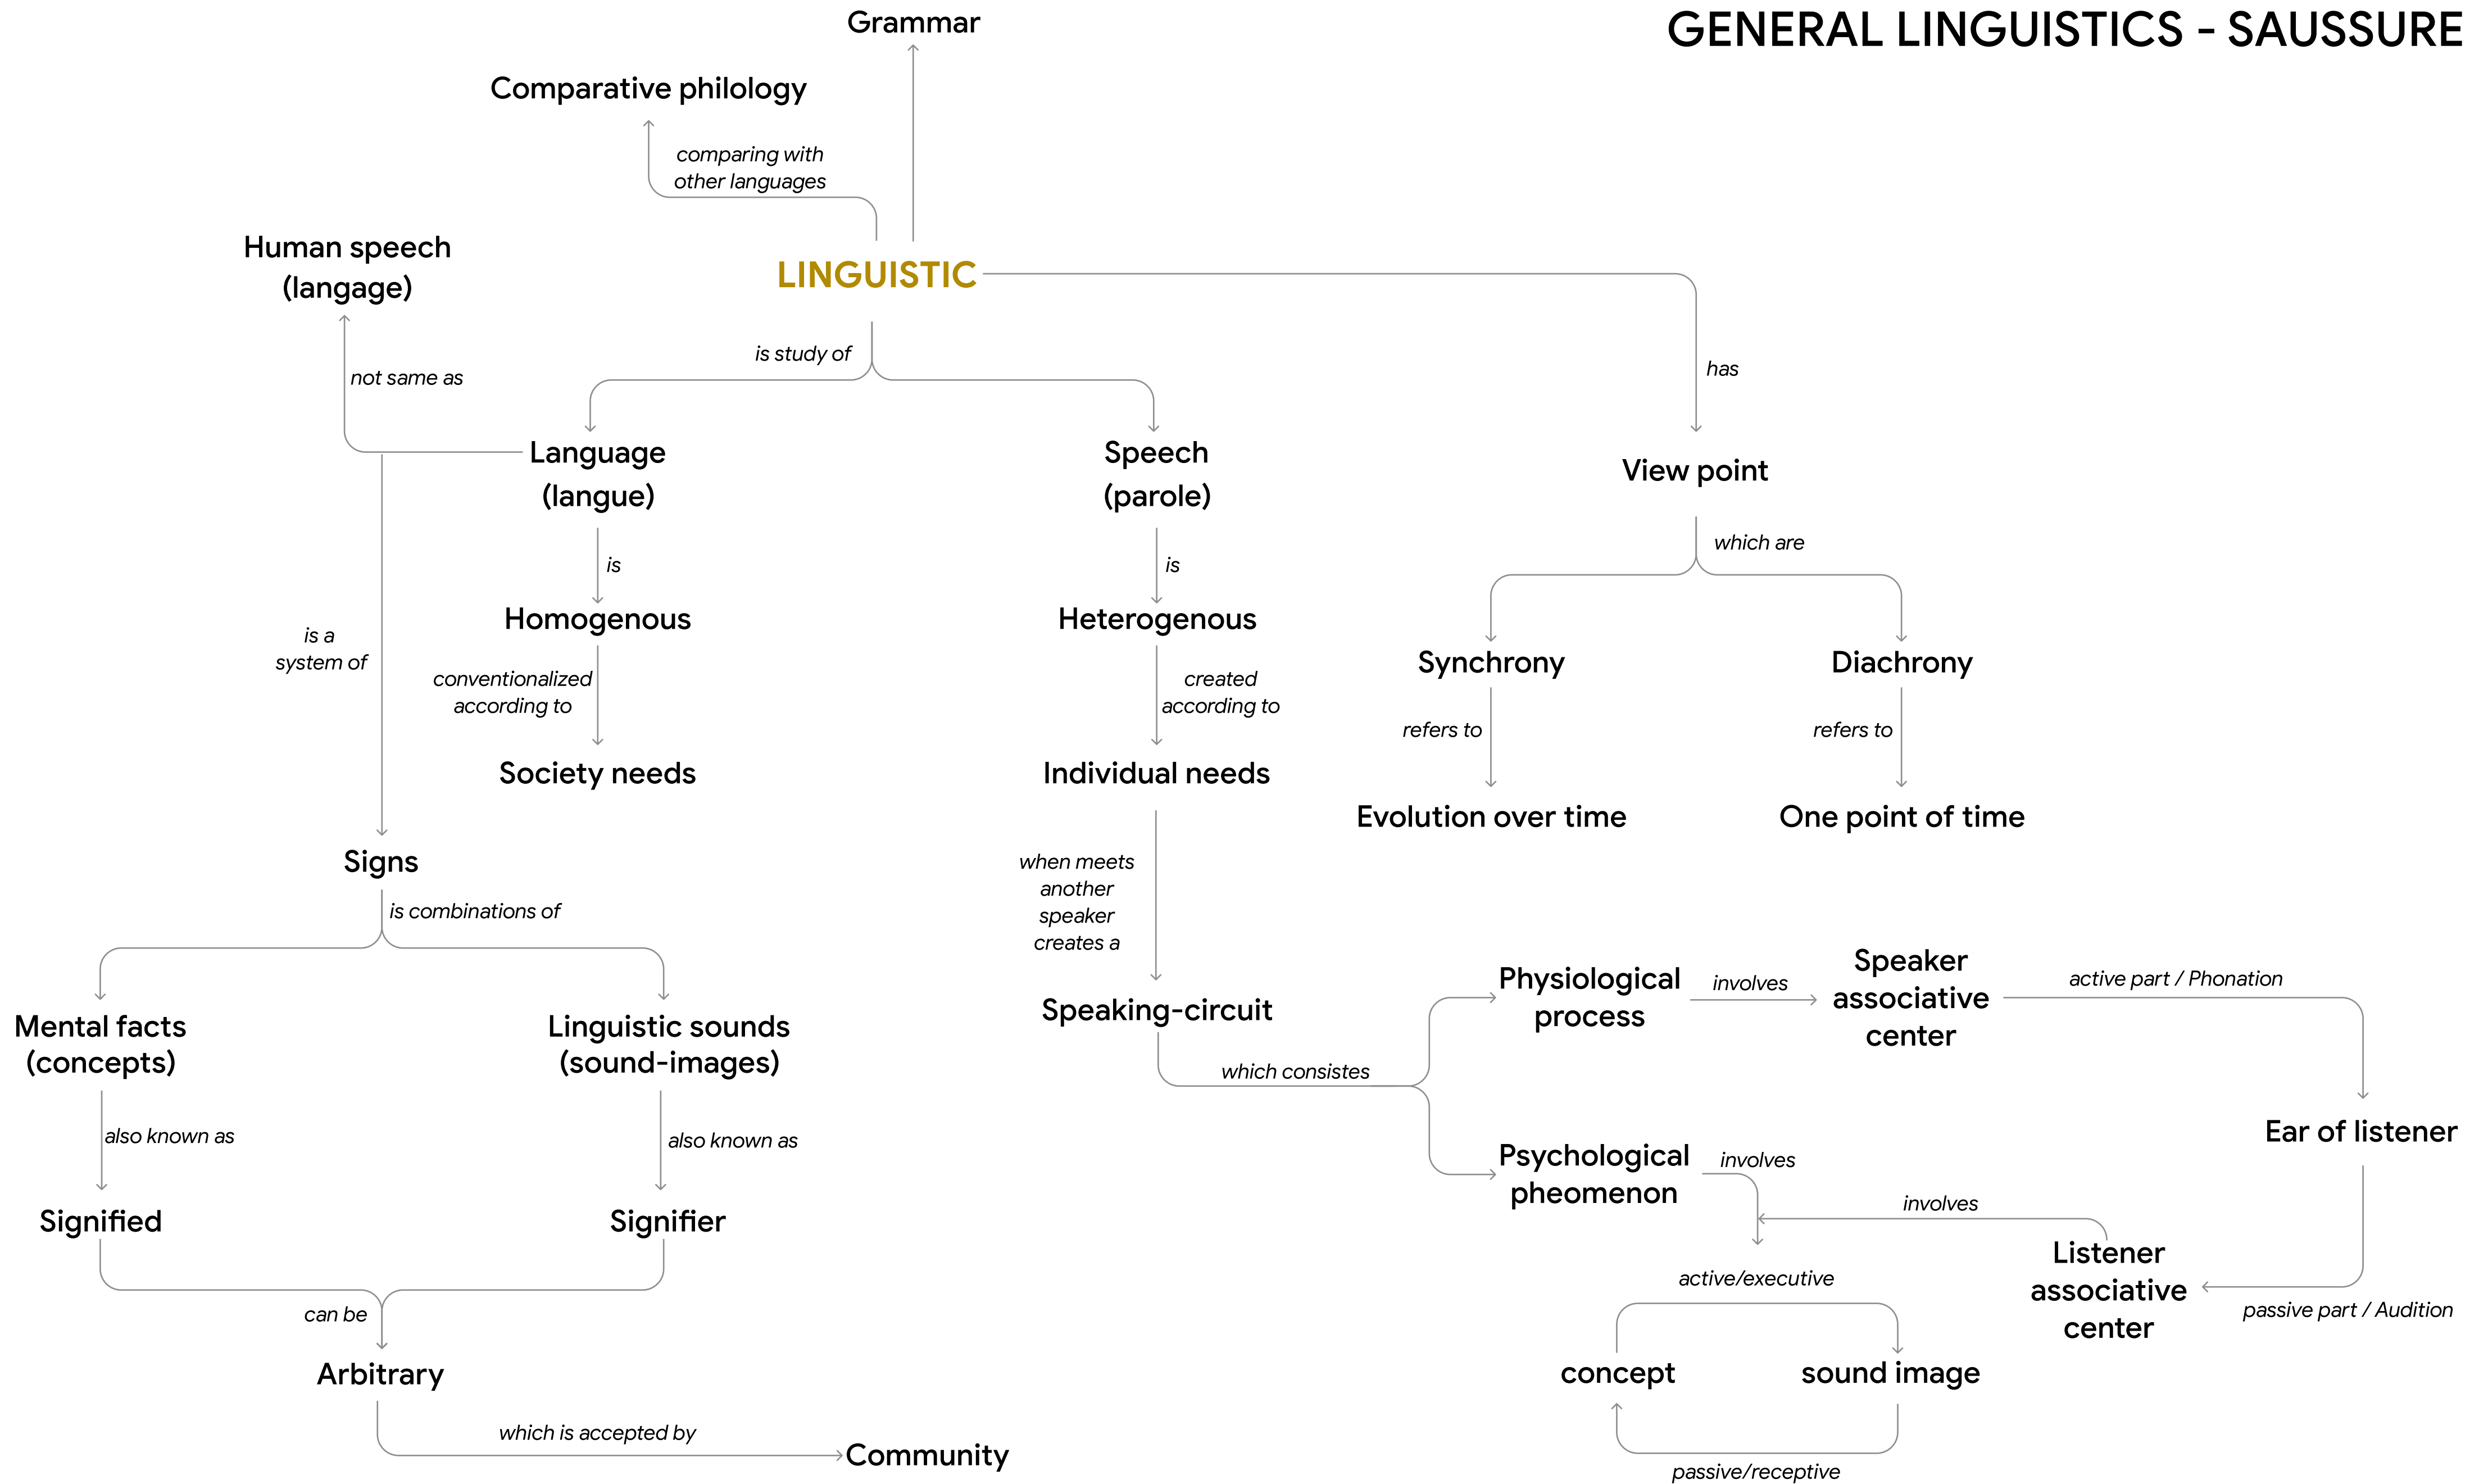 GENERAL LINGUISTICS - SAUSSURE
Grammar
Comparative philology
comparing with
other languages
Human speech
(langage)
LINGUISTIC
not same as
is study of
has
Language
(langue)
Speech
(parole)
View point
which are
is
is
Homogenous
Heterogenous
is a
system of
conventionalized
according to
created
according to
Synchrony
Diachrony
refers to
refers to
Society needs
Individual needs
Evolution over time
One point of time
Signs
is combinations of
when meets
another
speaker
creates a
Mental facts
(concepts)
Linguistic sounds
(sound-images)
Speaking-circuit
which consistes
Physiological
process
involves
Speaker
associative
center
active part / Phonation
Ear of listener
also known as
also known as
Psychological
pheomenon
involves
involves
Listener
associative
center
passive part / Audition
Signified
Signifier
can be
active/executive
Arbitrary
concept
sound image
which is accepted by
Community
passive/receptive